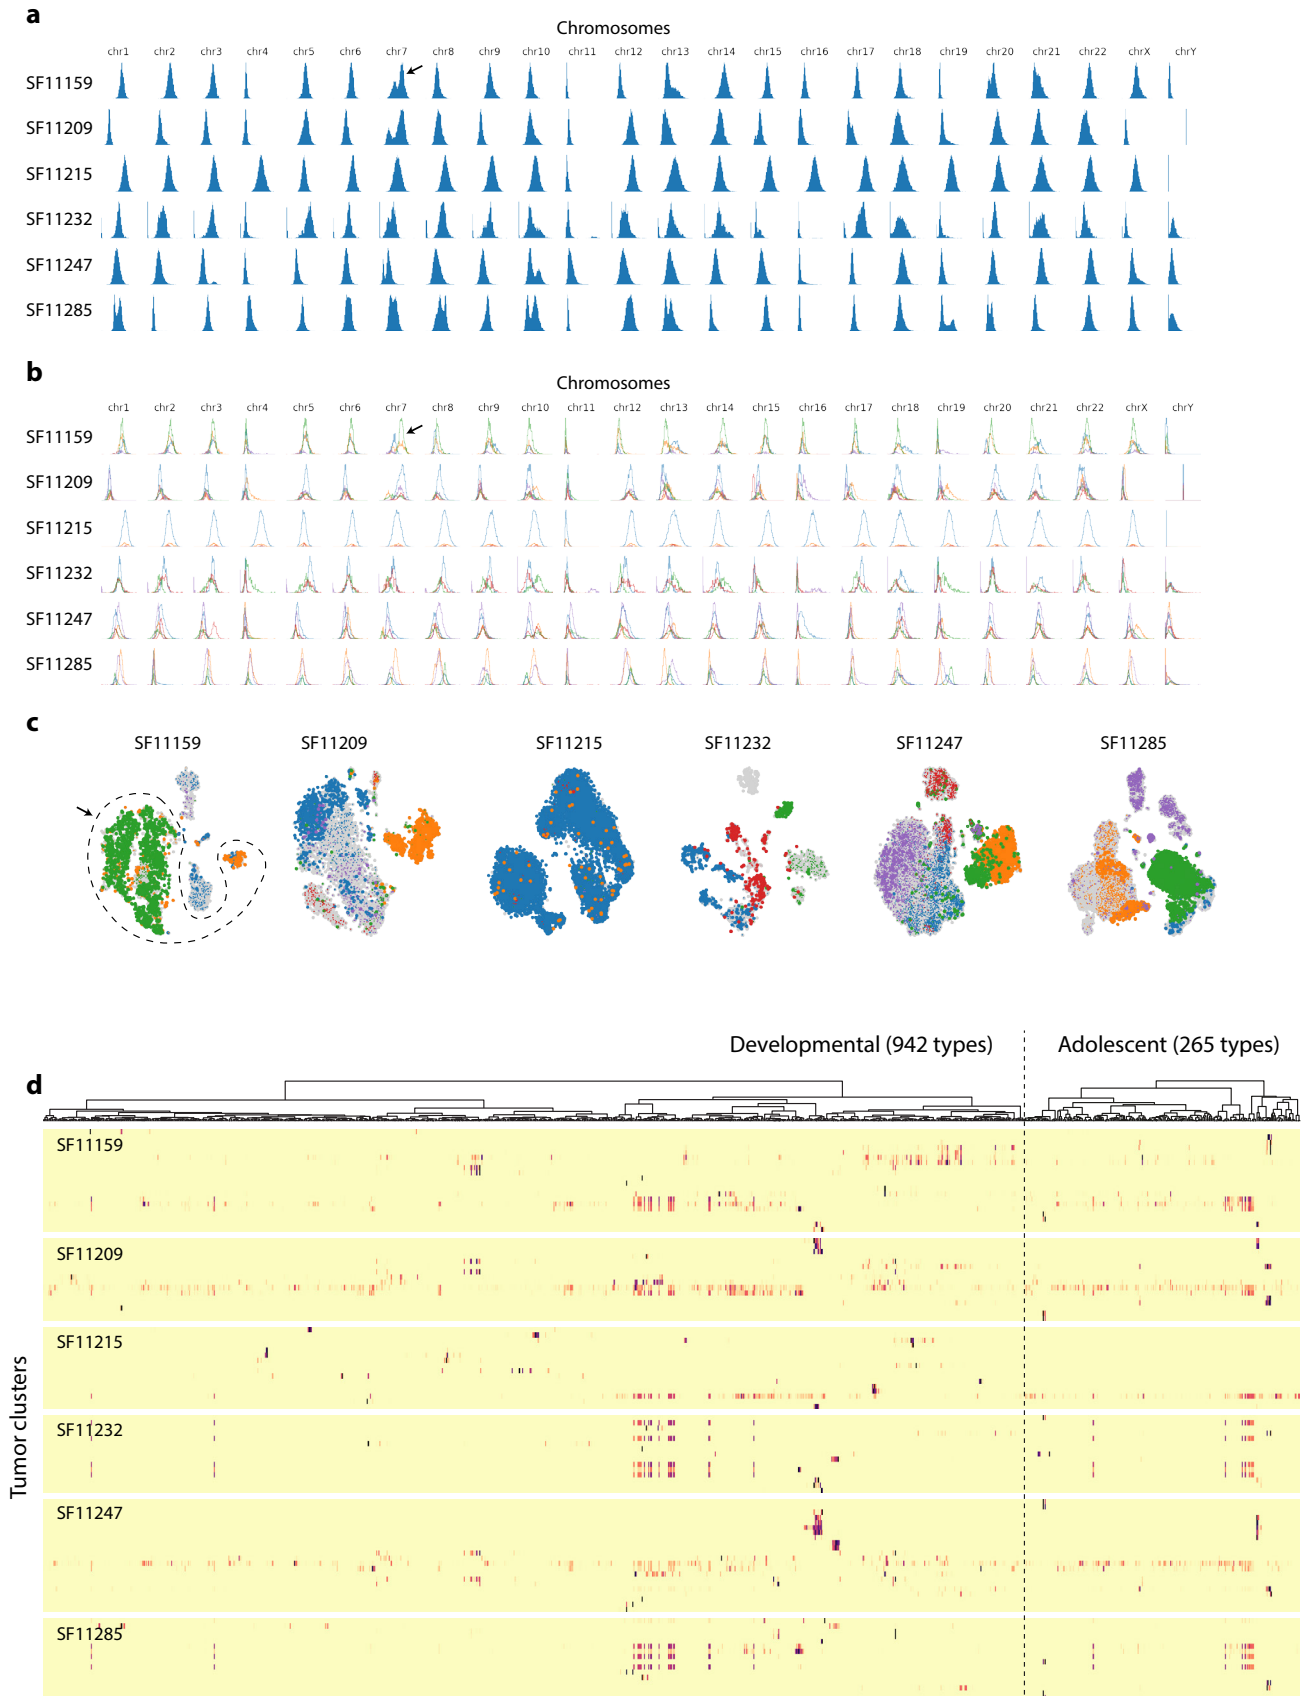 a
Chromosomes
chr1 chr2 chr3 chr4 chr5 chr6 chr7 chr8 chr9 chr10 chr11 chr12 chr13 chr14 chr15 chr16 chr17 chr18 chr19 chr20 chr21 chr22 chrX chrY
SF11159
SF11209
SF11215
SF11232
SF11247
SF11285
b
Chromosomes
chr1 chr2 chr3 chr4 chr5 chr6 chr7 chr8 chr9 chr10 chr11 chr12 chr13 chr14 chr15 chr16 chr17 chr18 chr19 chr20 chr21 chr22 chrX chrY
SF11159
SF11209
SF11215
SF11232
SF11247
SF11285
c
SF11159 SF11209 SF11215 SF11232 SF11247 SF11285
Developmental (942 types) Adolescent (265 types)
d
SF11159
SF11209
SF11215
SF11232
SF11247
SF11285
Tumor clusters